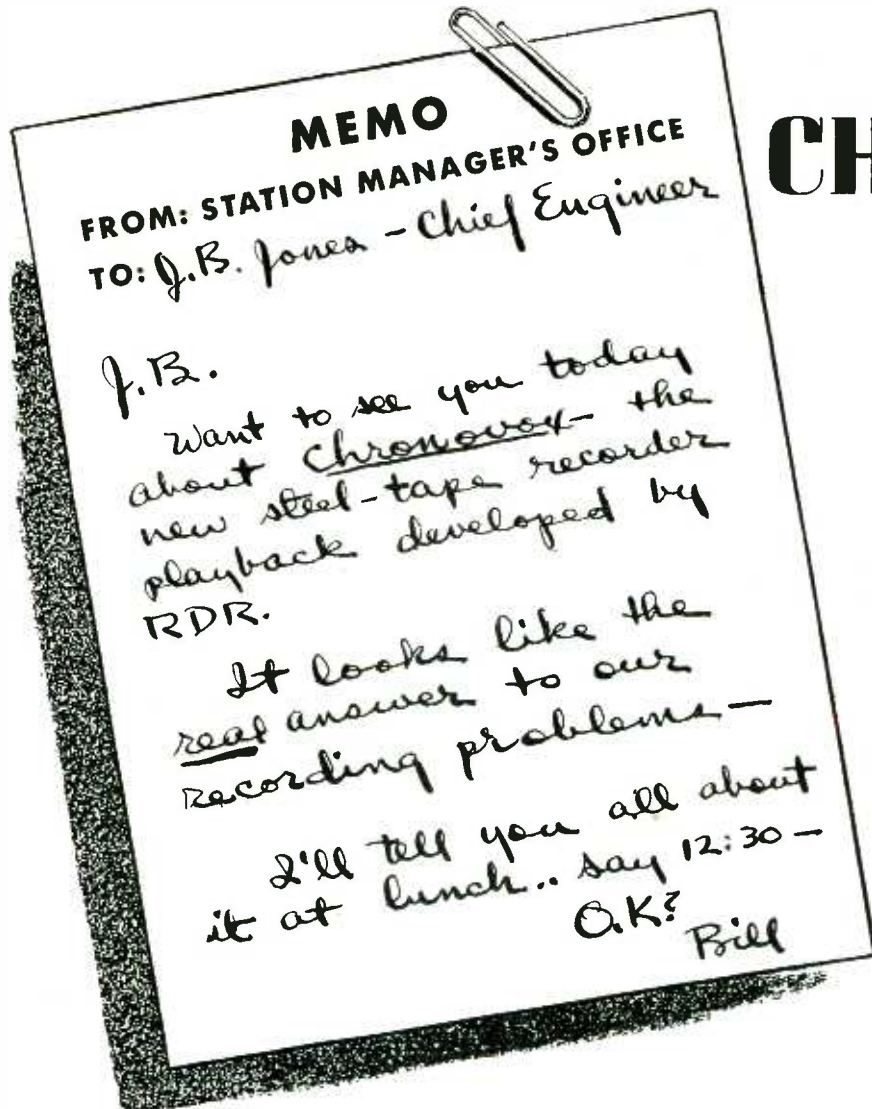 MEMO
FROM: STATION MANAGER'S OFFICE
TO: J.B. Jones - Chief Engineer
CH
J.B.
Want to see you today
about Chronovox - the
new steel-tape recorder
playback developed by
RDR.
It looks like the
real answer to our
recording problems -
I'll tell you all about
it at lunch.. say 12:30 -
O.K?
Bill